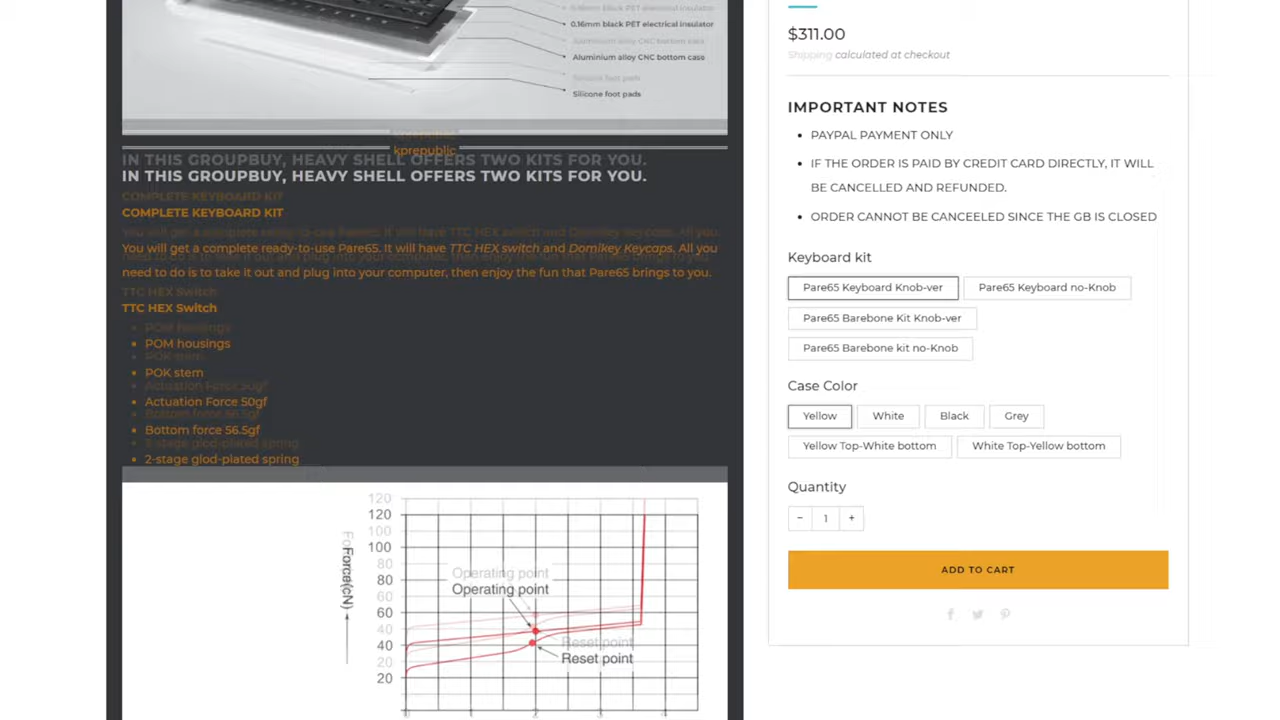 0.16mm black PET electrical insulator
Aluminium alloy CNC bottom case
Silicone foot pads
kprepublic
IN THIS GROUPBUY, HEAVY SHELL OFFERS TWO KITS FOR YOU.
COMPLETE KEYBOARD KIT
You will get a complete ready-to-use Pare65. It will have TTC HEX switch and Domikey Keycaps. All you
need to do is to take it out and plug into your computer, then enjoy the fun that Pare65 brings to you.
TTC HEX Switch
POM housings
POK stem
Actuation Force 50gf
Bottom force 56.5gf
2-stage glod-plated spring
120
100
80
60
40
20
Force(cN)
Operating point
Reset point
0 1 2 3 4
$311.00
Shipping calculated at checkout
IMPORTANT NOTES
PAYPAL PAYMENT ONLY
IF THE ORDER IS PAID BY CREDIT CARD DIRECTLY, IT WILL
BE CANCELLED AND REFUNDED.
ORDER CANNOT BE CANCEELED SINCE THE GB IS CLOSED
Keyboard kit
Pare65 Keyboard Knob-ver
Pare65 Keyboard no-Knob
Pare65 Barebone Kit Knob-ver
Pare65 Barebone kit no-Knob
Case Color
Yellow
White
Black
Grey
Yellow Top-White bottom
White Top-Yellow bottom
Quantity
− 1 +
ADD TO CART